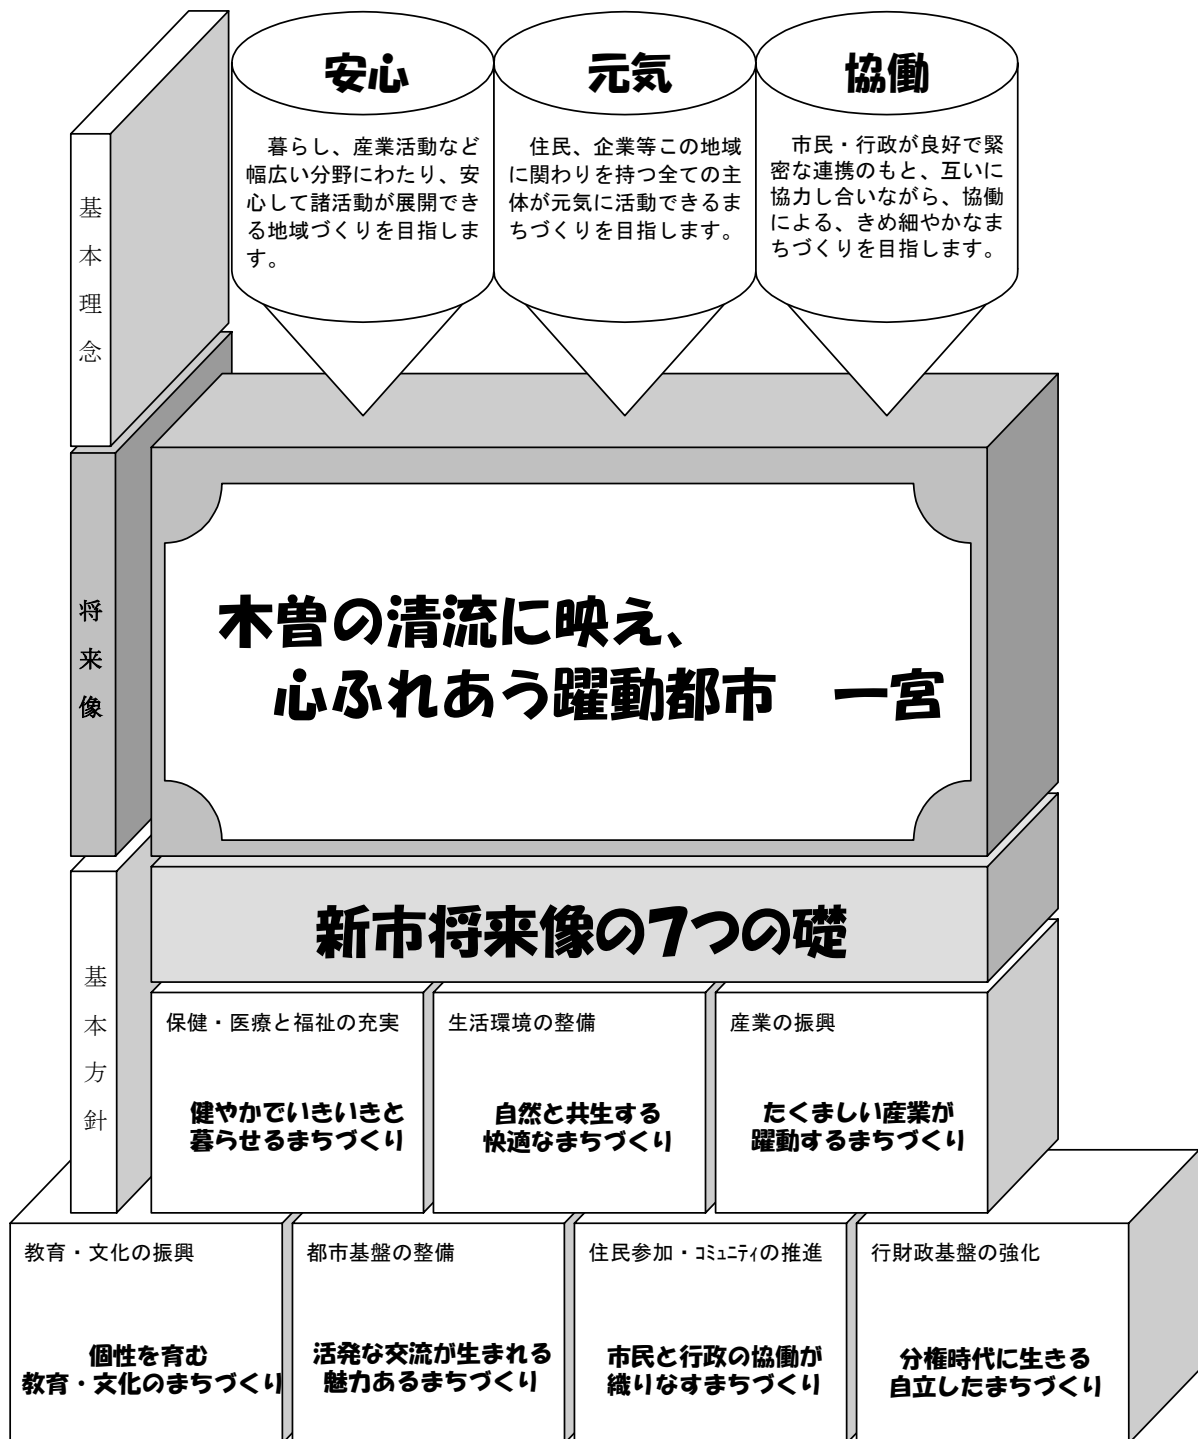 基本理念
安心
暮らし、産業活動など
幅広い分野にわたり、安
心して諸活動が展開でき
る地域づくりを目指しま
す。
元気
住民、企業等この地域
に関わりを持つ全ての主
体が元気に活動できるま
ちづくりを目指します。
協働
市民・行政が良好で緊
密な連携のもと、互いに
協力し合いながら、協働
による、きめ細やかなま
ちづくりを目指します。
将来像
木曽の清流に映え、
心ふれあう躍動都市　一宮
基本方針
新市将来像の7つの礎
保健・医療と福祉の充実
健やかでいきいきと
暮らせるまちづくり
生活環境の整備
自然と共生する
快適なまちづくり
産業の振興
たくましい産業が
躍動するまちづくり
教育・文化の振興
個性を育む
教育・文化のまちづくり
都市基盤の整備
活発な交流が生まれる
魅力あるまちづくり
住民参加・ｺﾐｭﾆﾃｨの推進
市民と行政の協働が
織りなすまちづくり
行財政基盤の強化
分権時代に生きる
自立したまちづくり